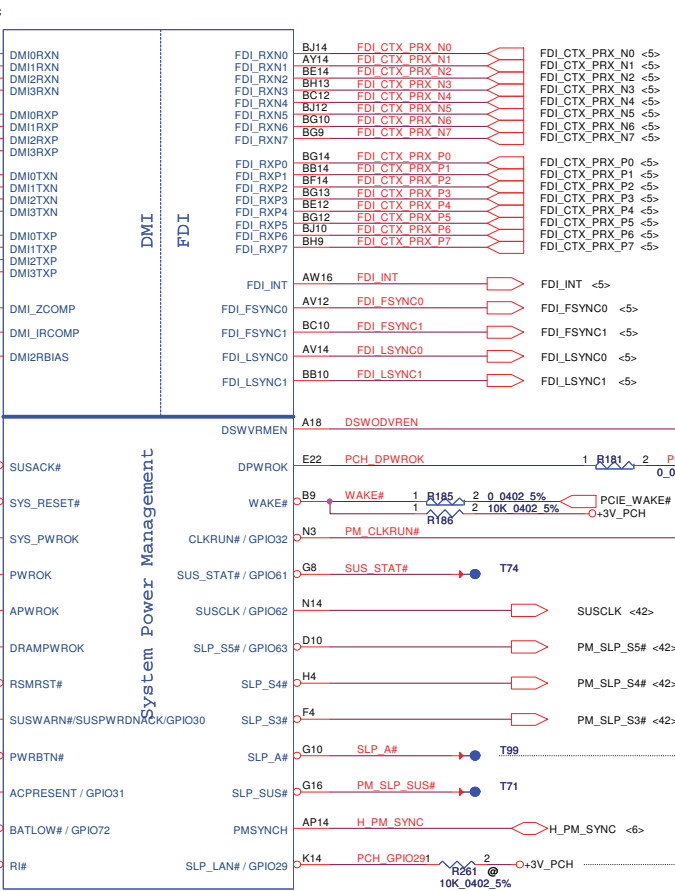 DMI0RXN FDI_RXN0 BJ14 FDI_CTX_PRX_N0 FDI_CTX_PRX_N0 <5>
DMI1RXN FDI_RXN1 AY14 FDI_CTX_PRX_N1 FDI_CTX_PRX_N1 <5>
DMI2RXN FDI_RXN2 BE14 FDI_CTX_PRX_N2 FDI_CTX_PRX_N2 <5>
DMI3RXN FDI_RXN3 BH13 FDI_CTX_PRX_N3 FDI_CTX_PRX_N3 <5>
FDI_RXN4 BC12 FDI_CTX_PRX_N4 FDI_CTX_PRX_N4 <5>
DMI0RXP FDI_RXN5 BJ12 FDI_CTX_PRX_N5 FDI_CTX_PRX_N5 <5>
DMI1RXP FDI_RXN6 BG10 FDI_CTX_PRX_N6 FDI_CTX_PRX_N6 <5>
DMI2RXP FDI_RXN7 BG9 FDI_CTX_PRX_N7 FDI_CTX_PRX_N7 <5>
DMI3RXP
FDI_RXP0 BG14 FDI_CTX_PRX_P0 FDI_CTX_PRX_P0 <5>
DMI0TXN FDI_RXP1 BB14 FDI_CTX_PRX_P1 FDI_CTX_PRX_P1 <5>
DMI1TXN FDI_RXP2 BF14 FDI_CTX_PRX_P2 FDI_CTX_PRX_P2 <5>
DMI2TXN FDI_RXP3 BG13 FDI_CTX_PRX_P3 FDI_CTX_PRX_P3 <5>
DMI3TXN FDI_RXP4 BE12 FDI_CTX_PRX_P4 FDI_CTX_PRX_P4 <5>
FDI_RXP5 BG12 FDI_CTX_PRX_P5 FDI_CTX_PRX_P5 <5>
DMI0TXP FDI_RXP6 BJ10 FDI_CTX_PRX_P6 FDI_CTX_PRX_P6 <5>
DMI1TXP FDI_RXP7 BH9 FDI_CTX_PRX_P7 FDI_CTX_PRX_P7 <5>
DMI2TXP
DMI3TXP
DMI
FDI
FDI_INT AW16 FDI_INT FDI_INT <5>
DMI_ZCOMP FDI_FSYNC0 AV12 FDI_FSYNC0 FDI_FSYNC0 <5>
DMI_IRCOMP FDI_FSYNC1 BC10 FDI_FSYNC1 FDI_FSYNC1 <5>
DMI2RBIAS FDI_LSYNC0 AV14 FDI_LSYNC0 FDI_LSYNC0 <5>
FDI_LSYNC1 BB10 FDI_LSYNC1 FDI_LSYNC1 <5>
System Power Management
DSWVRMEN A18 DSWODVREN
SUSACK# DPWROK E22 PCH_DPWROK 1 R181 2
SYS_RESET# WAKE# B9 WAKE# 1 R185 2 0_0402_5% PCIE_WAKE#
1 R186 2 10K_0402_5% +3V_PCH
SYS_PWROK CLKRUN# / GPIO32 N3 PM_CLKRUN#
PWROK SUS_STAT# / GPIO61 G8 SUS_STAT# T74
APWROK SUSCLK / GPIO62 N14 SUSCLK <42>
DRAMPWROK SLP_S5# / GPIO63 D10 PM_SLP_S5# <42>
RSMRST# SLP_S4# H4 PM_SLP_S4# <42>
SUSWARN#/SUSPWRDNACK/GPIO30 SLP_S3# F4 PM_SLP_S3# <42>
PWRBTN# SLP_A# G10 SLP_A# T99
ACPRESENT / GPIO31 SLP_SUS# G16 PM_SLP_SUS# T71
BATLOW# / GPIO72 PMSYNCH AP14 H_PM_SYNC H_PM_SYNC <6>
RI# SLP_LAN# / GPIO29 K14 PCH_GPIO29 1 R261 2 +3V_PCH
@
10K_0402_5%